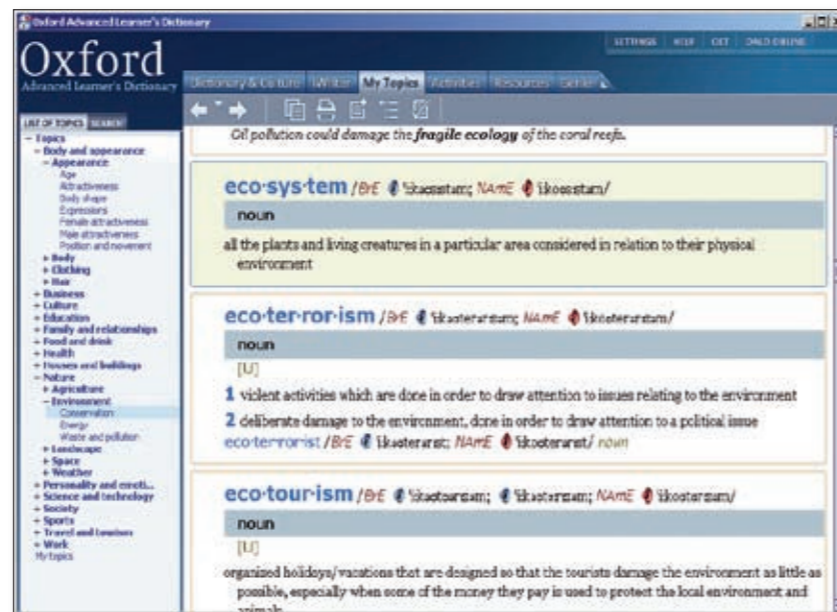 Oxford Advanced Learner's Dictionary
Oxford
Advanced Learner's Dictionary
SETTINGS HELP OALD ONLINE
Dictionary & Culture iWriter My Topics Activities Resources
LIST OF TOPICS SEARCH
Topics
Body and appearance
Appearance
Age
Attractiveness
Body shape
Expressions
Female attractiveness
Male attractiveness
Position and movement
Body
Clothing
Hair
Business
Culture
Education
Family and relationships
Food and drink
Health
Houses and buildings
Nature
Agriculture
Environment
Conservation
Energy
Waste and pollution
Landscape
Space
Weather
Personality and emoti...
Science and technology
Society
Sports
Travel and tourism
Work
My topics
Oil pollution could damage the fragile ecology of the coral reefs.
eco·sys·tem /BrE NAmE
noun
all the plants and living creatures in a particular area considered in relation to their physical
environment
eco·ter·ror·ism /BrE NAmE
noun
[U]
1 violent activities which are done in order to draw attention to issues relating to the environment
2 deliberate damage to the environment, done in order to draw attention to a political issue
eco·ter·ror·ist /BrE NAmE noun
eco·tour·ism /BrE NAmE
noun
[U]
organized holidays/vacations that are designed so that the tourists damage the environment as little as
possible, especially when some of the money they pay is used to protect the local environment and
animals